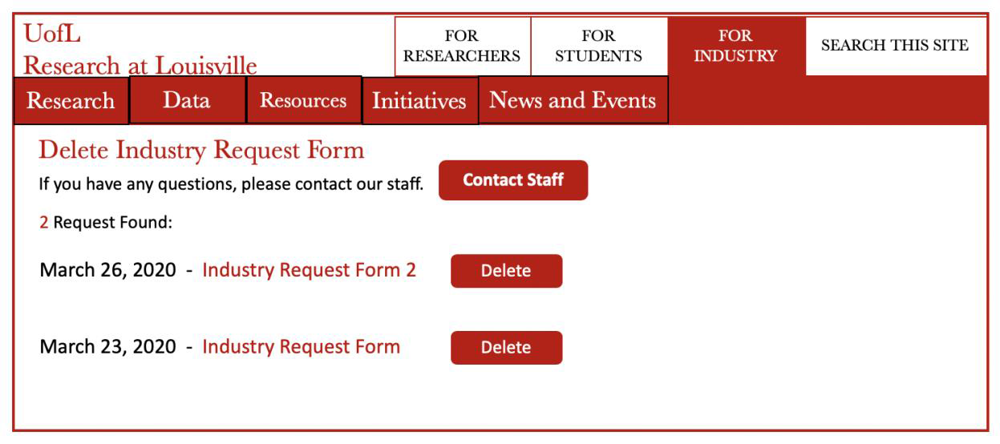 UofL
Research at Louisville
FOR
RESEARCHERS
FOR
STUDENTS
FOR
INDUSTRY
SEARCH THIS SITE
Research
Data
Resources
Initiatives
News and Events
Delete Industry Request Form
If you have any questions, please contact our staff.
Contact Staff
2 Request Found:
March 26, 2020 - Industry Request Form 2
Delete
March 23, 2020 - Industry Request Form
Delete